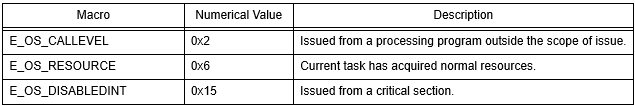 Macro Numerical Value Description
E_OS_CALLEVEL 0x2 Issued from a processing program outside the scope of issue.
E_OS_RESOURCE 0x6 Current task has acquired normal resources.
E_OS_DISABLEDINT 0x15 Issued from a critical section.